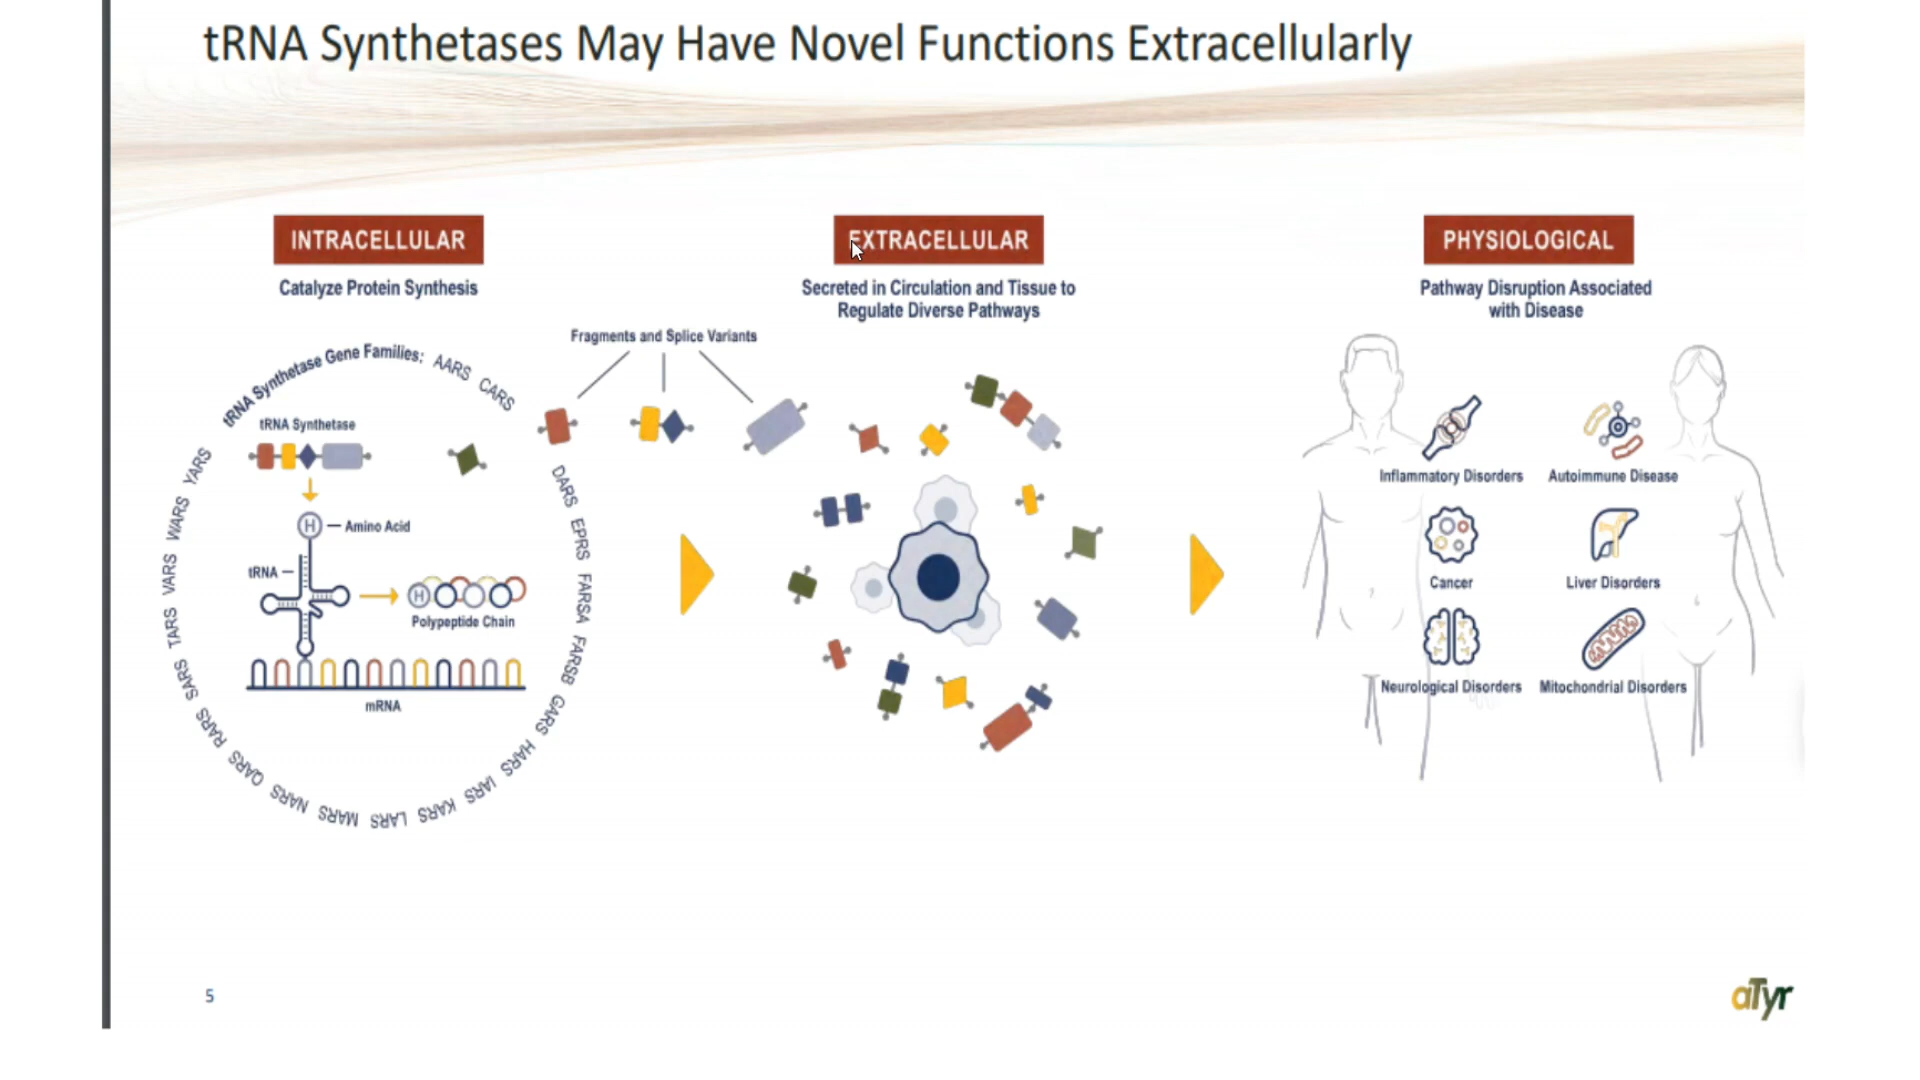 tRNA Synthetases May Have Novel Functions Extracellularly
INTRACELLULAR
Catalyze Protein Synthesis
EXTRACELLULAR
Secreted in Circulation and Tissue to
Regulate Diverse Pathways
PHYSIOLOGICAL
Pathway Disruption Associated
with Disease
Fragments and Splice Variants
tRNA Synthetase Gene Families: AARS CARS DARS EPRS FARSA FARSB GARS HARS IARS KARS LARS MARS NARS QARS RARS SARS TARS VARS WARS YARS
tRNA Synthetase
H
Amino Acid
tRNA
H
Polypeptide Chain
mRNA
Inflammatory Disorders
Autoimmune Disease
Cancer
Liver Disorders
Neurological Disorders
Mitochondrial Disorders
5
aTyr